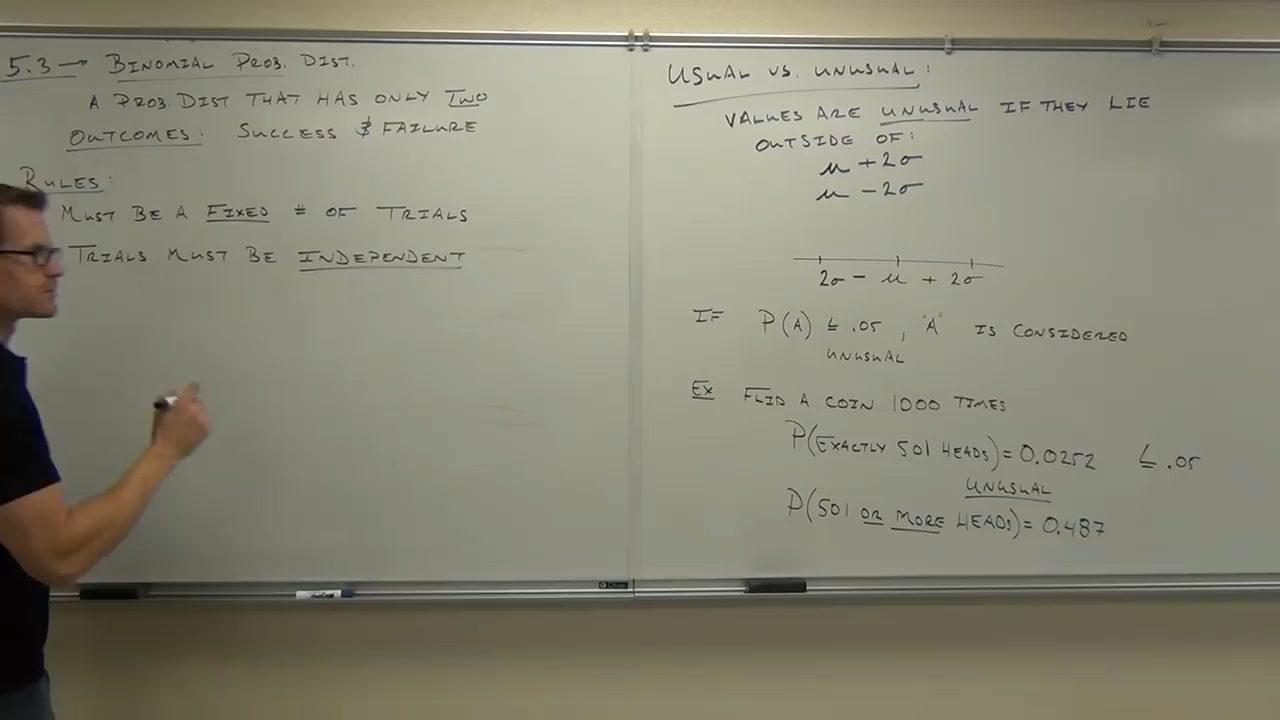 5.3 → BINOMIAL PROB. DIST.
A PROB. DIST THAT HAS ONLY TWO
OUTCOMES: SUCCESS & FAILURE
RULES:
MUST BE A FIXED # OF TRIALS
TRIALS MUST BE INDEPENDENT
USUAL VS. UNUSUAL:
VALUES ARE UNUSUAL IF THEY LIE
OUTSIDE OF:
μ + 2σ
μ - 2σ
2σ - μ + 2σ
IF P(A) ≤ .05, "A" IS CONSIDERED
UNUSUAL
EX FLIP A COIN 1000 TIMES
P(EXACTLY 501 HEADS) = 0.0252 ≤ .05
UNUSUAL
P(501 OR MORE HEADS) = 0.487